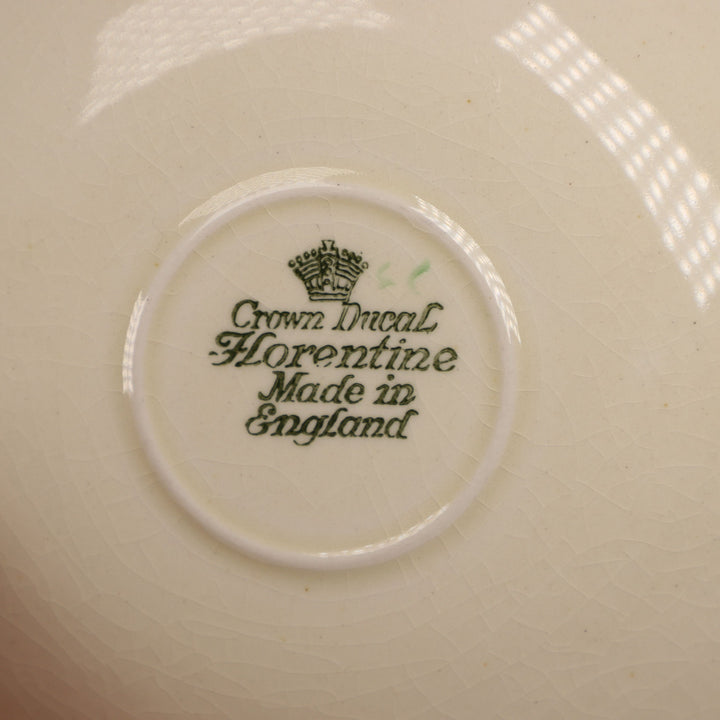 Crown Ducal
Florentine
Made in
England